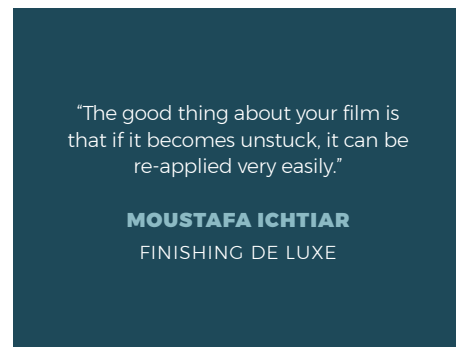 “The good thing about your film is
that if it becomes unstuck, it can be
re-applied very easily.”
MOUSTAFA ICHTIAR
FINISHING DE LUXE